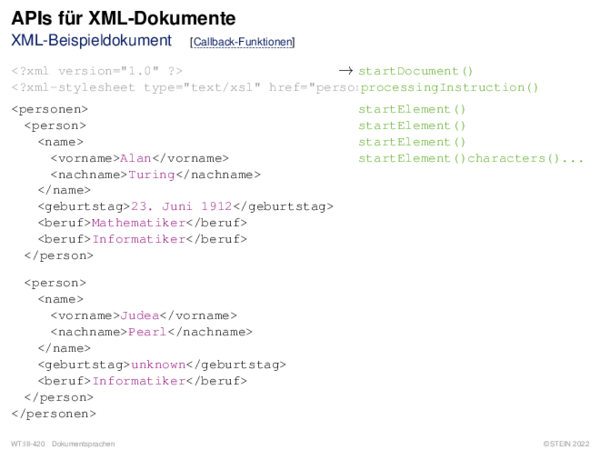 APIs für XML-Dokumente
XML-Beispieldokument [Callback-Funktionen]
<?xml version="1.0" ?> → startDocument()
<?xml-stylesheet type="text/xsl" href="perso processingInstruction()
<personen> startElement()
<person> startElement()
<name> startElement()
<vorname>Alan</vorname> startElement()characters()...
<nachname>Turing</nachname>
</name>
<geburtstag>23. Juni 1912</geburtstag>
<beruf>Mathematiker</beruf>
<beruf>Informatiker</beruf>
</person>
<person>
<name>
<vorname>Judea</vorname>
<nachname>Pearl</nachname>
</name>
<geburtstag>unknown</geburtstag>
<beruf>Informatiker</beruf>
</person>
</personen>
WT:III-420 Dokumentsprachen ©STEIN 2022